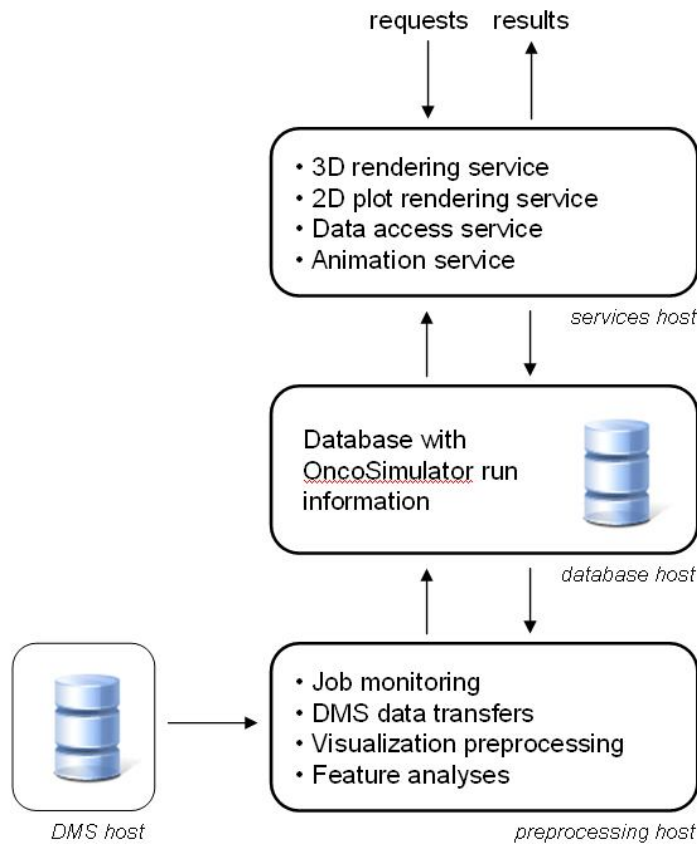 requests results
• 3D rendering service
• 2D plot rendering service
• Data access service
• Animation service
services host
Database with
OncoSimulator run
information
database host
• Job monitoring
• DMS data transfers
• Visualization preprocessing
• Feature analyses
DMS host
preprocessing host